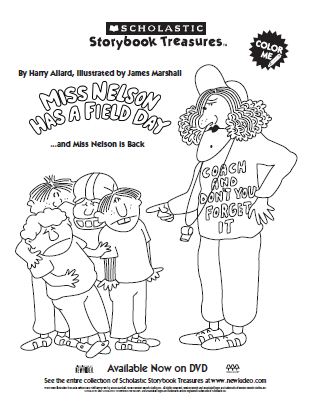 SCHOLASTIC
Storybook Treasures™
COLOR
ME!
By Harry Allard, Illustrated by James Marshall
MISS NELSON
HAS A FIELD DAY
...and Miss Nelson is Back
COACH
AND
DON'T YOU
FORGET
IT
Available Now on DVD
See the entire collection of Scholastic Storybook Treasures at www.newkideo.com